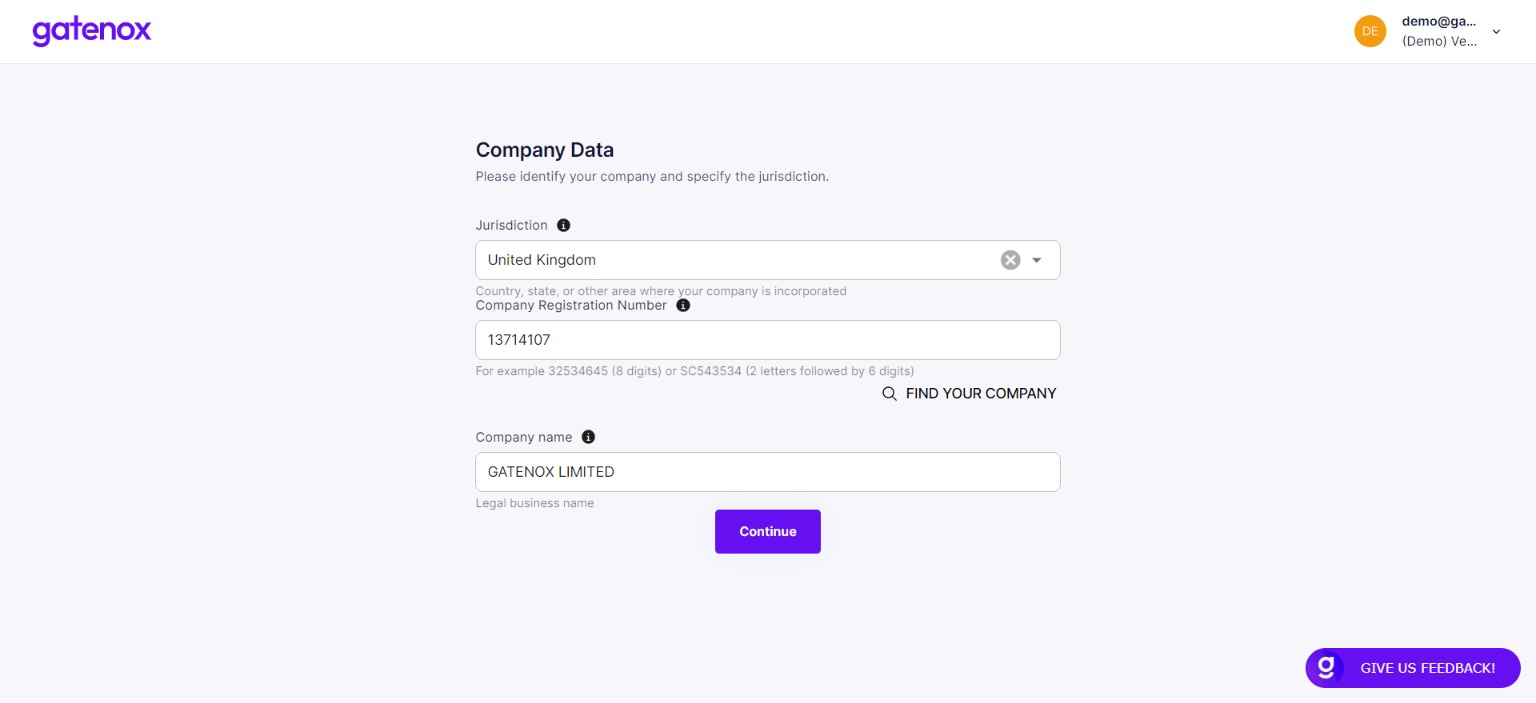 gatenox
DE
demo@ga...
(Demo) Ve...
Company Data
Please identify your company and specify the jurisdiction.
Jurisdiction
United Kingdom
Country, state, or other area where your company is incorporated
Company Registration Number
13714107
For example 32534645 (8 digits) or SC543534 (2 letters followed by 6 digits)
FIND YOUR COMPANY
Company name
GATENOX LIMITED
Legal business name
Continue
g GIVE US FEEDBACK!